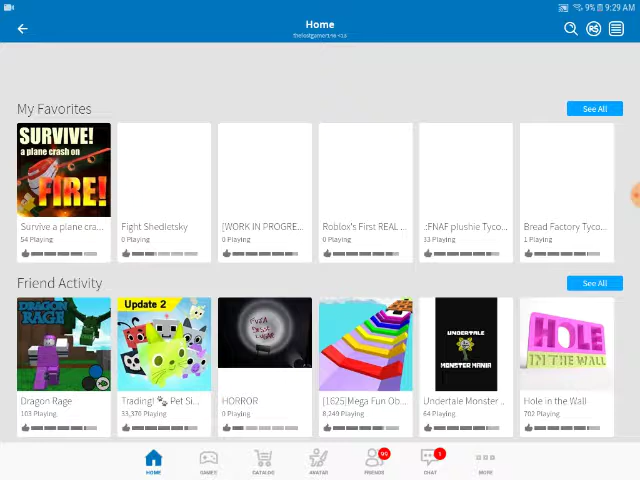 9% 9:29 AM
Home
<13
My Favorites
See All
SURVIVE!
a plane crash on
FIRE!
Survive a plane cra...
Fight Shedletsky
[WORK IN PROGRE...
Roblox's First REAL ...
.:FNAF plushie Tyco...
Bread Factory Tyco...
54 Playing
0 Playing
0 Playing
0 Playing
33 Playing
1 Playing
Friend Activity
See All
DRAGON
RAGE
Update 2
UNDERTALE
MONSTER MANIA
HOLE
IN THE WALL
Dragon Rage
Trading! 🐾 Pet Si...
HORROR
[1625]Mega Fun Ob...
Undertale Monster ...
Hole in the Wall
103 Playing
33,370 Playing
0 Playing
8,249 Playing
64 Playing
702 Playing
99
1
HOME
GAMES
CATALOG
AVATAR
FRIENDS
CHAT
MORE